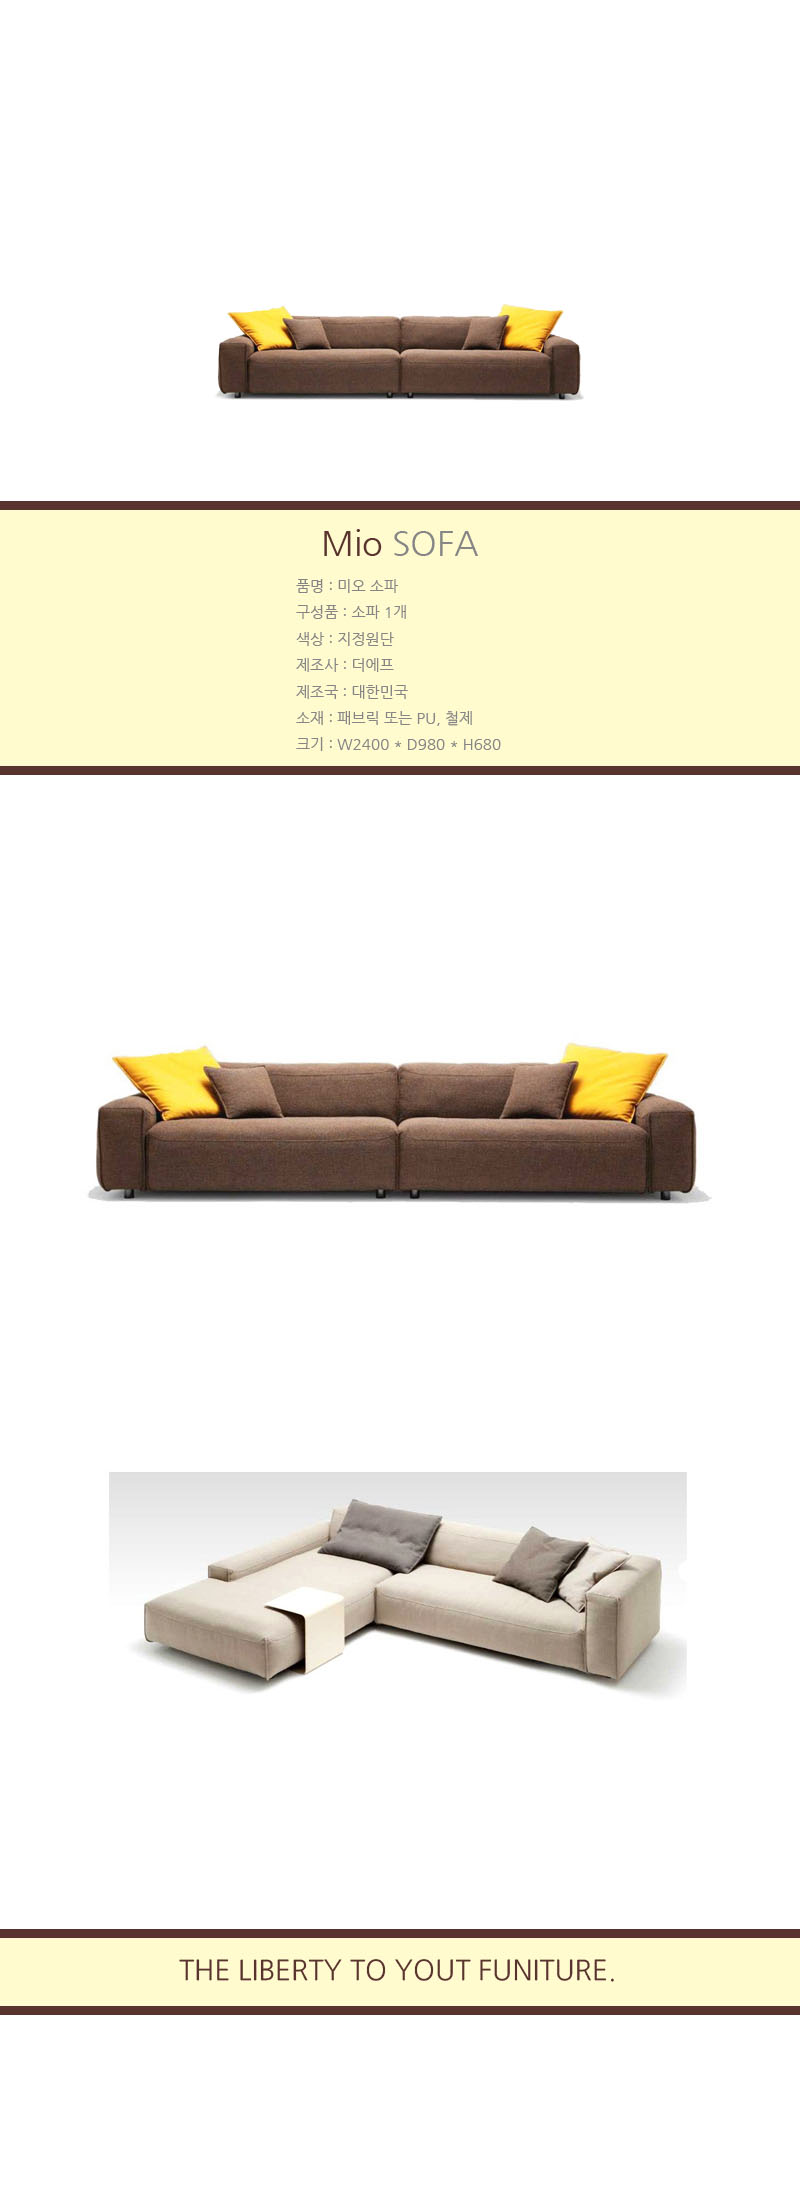 Mio SOFA
품명 : 미오 소파
구성품 : 소파 1개
색상 : 지정원단
제조사 : 더에프
제조국 : 대한민국
소재 : 패브릭 또는 PU, 철제
크기 : W2400 * D980 * H680
THE LIBERTY TO YOUT FUNITURE.